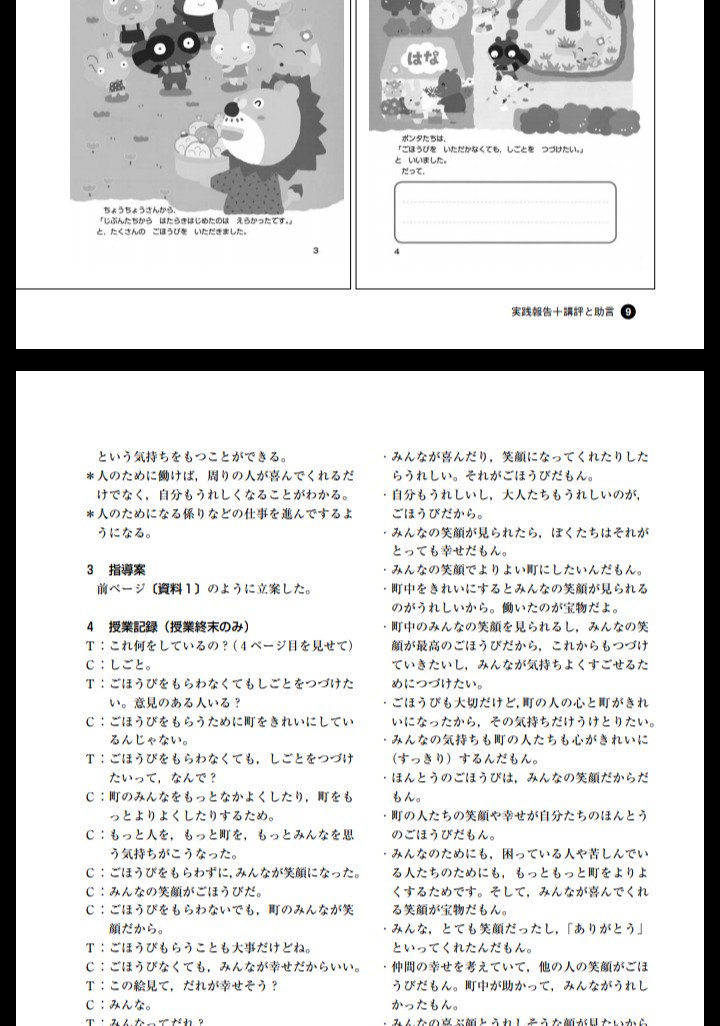 はな
ちょうちょうさんから，
「じぶんたちから　はたらきはじめたのは　えらかったです。」
と，たくさんの　ごほうびを　いただきました。
3
ポンタたちは，
「ごほうびを　いただかなくても，しごとを　つづけたい。」
と　いいました。
だって，
4
実践報告＋講評と助言　9
という気持ちをもつことができる。
＊人のために働けば，周りの人が喜んでくれるだ
けでなく，自分もうれしくなることがわかる。
＊人のためになる係りなどの仕事を進んでするよ
うになる。
3　指導案
前ページ〔資料1〕のように立案した。
4　授業記録（授業終末のみ）
T：これ何をしているの？（4ページ目を見せて）
C：しごと。
T：ごほうびをもらわなくてもしごとをつづけた
い。意見のある人いる？
C：ごほうびをもらうために町をきれいにしてい
るんじゃない。
T：ごほうびをもらわなくても，しごとをつづけ
たいって，なんで？
C：町のみんなをもっとなかよくしたり，町をも
っとよりよくしたりするため。
C：もっと人を，もっと町を，もっとみんなを思
う気持ちがこうなった。
C：ごほうびをもらわずに，みんなが笑顔になった。
C：みんなの笑顔がごほうびだ。
C：ごほうびをもらわないでも，町のみんなが笑
顔だから。
T：ごほうびもらうことも大事だけどね。
C：ごほうびなくても，みんなが幸せだからいい。
T：この絵見て，だれが幸せそう？
C：みんな。
T：みんなってだれ？
・みんなが喜んだり，笑顔になってくれたりした
らうれしい。それがごほうびだもん。
・自分もうれしいし，大人たちもうれしいのが，
ごほうびだから。
・みんなの笑顔が見られたら，ぼくたちはそれが
とっても幸せだもん。
・みんなの笑顔でよりよい町にしたいんだもん。
・町中をきれいにするとみんなの笑顔が見られる
のがうれしいから。働いたのが宝物だよ。
・町中のみんなの笑顔を見られるし，みんなの笑
顔が最高のごほうびだから，これからもつづけ
ていきたいし，みんなが気持ちよくすごせるた
めにつづけたい。
・ごほうびも大切だけど，町の人の心と町がきれ
いになったから，その気持ちだけうけとりたい。
・みんなの気持ちも町の人たちも心がきれいに
（すっきり）するんだもん。
・ほんとうのごほうびは，みんなの笑顔だからだ
もん。
・町の人たちの笑顔や幸せが自分たちのほんとう
のごほうびだもん。
・みんなのためにも，困っている人や苦しんでい
る人たちのためにも，もっともっと町をよりよ
くするためです。そして，みんなが喜んでくれ
る笑顔が宝物だもん。
・みんな，とても笑顔だったし，「ありがとう」
といってくれたんだもん。
・仲間の幸せを考えていて，他の人の笑顔がごほ
うびだもん。町中が助かって，みんながうれし
かったもん。
・みんなの喜ぶ顔とうれしそうな顔が見たいから